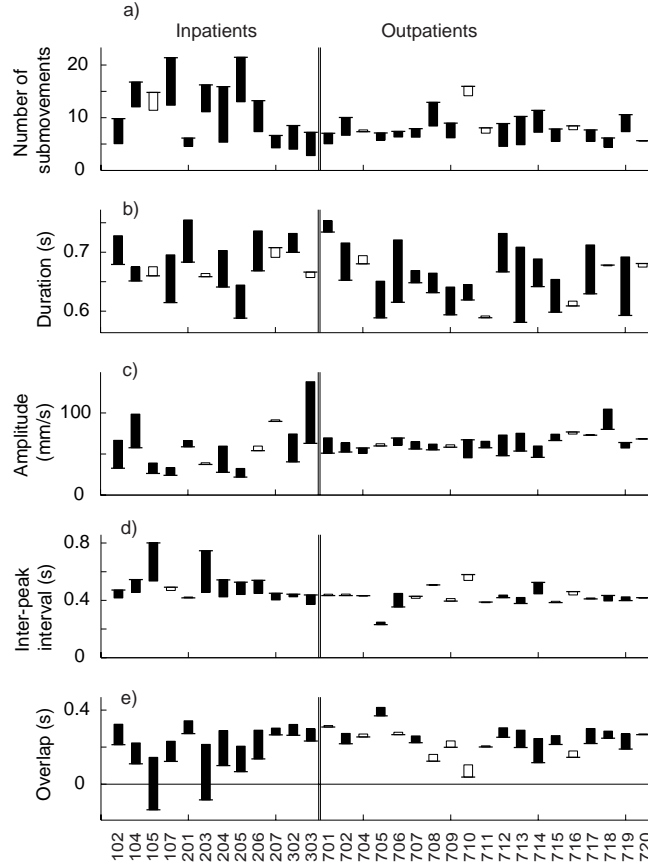 a)
Inpatients Outpatients
Number of
submovements
20
10
0
b)
Duration (s)
0.7
0.6
c)
Amplitude
(mm/s)
100
0
d)
Inter-peak
interval (s)
0.8
0.4
0
e)
Overlap (s)
0.4
0
102 104 105 107 201 203 204 205 206 207 302 303 701 702 704 705 706 707 708 709 710 711 712 713 714 715 716 717 718 719 720